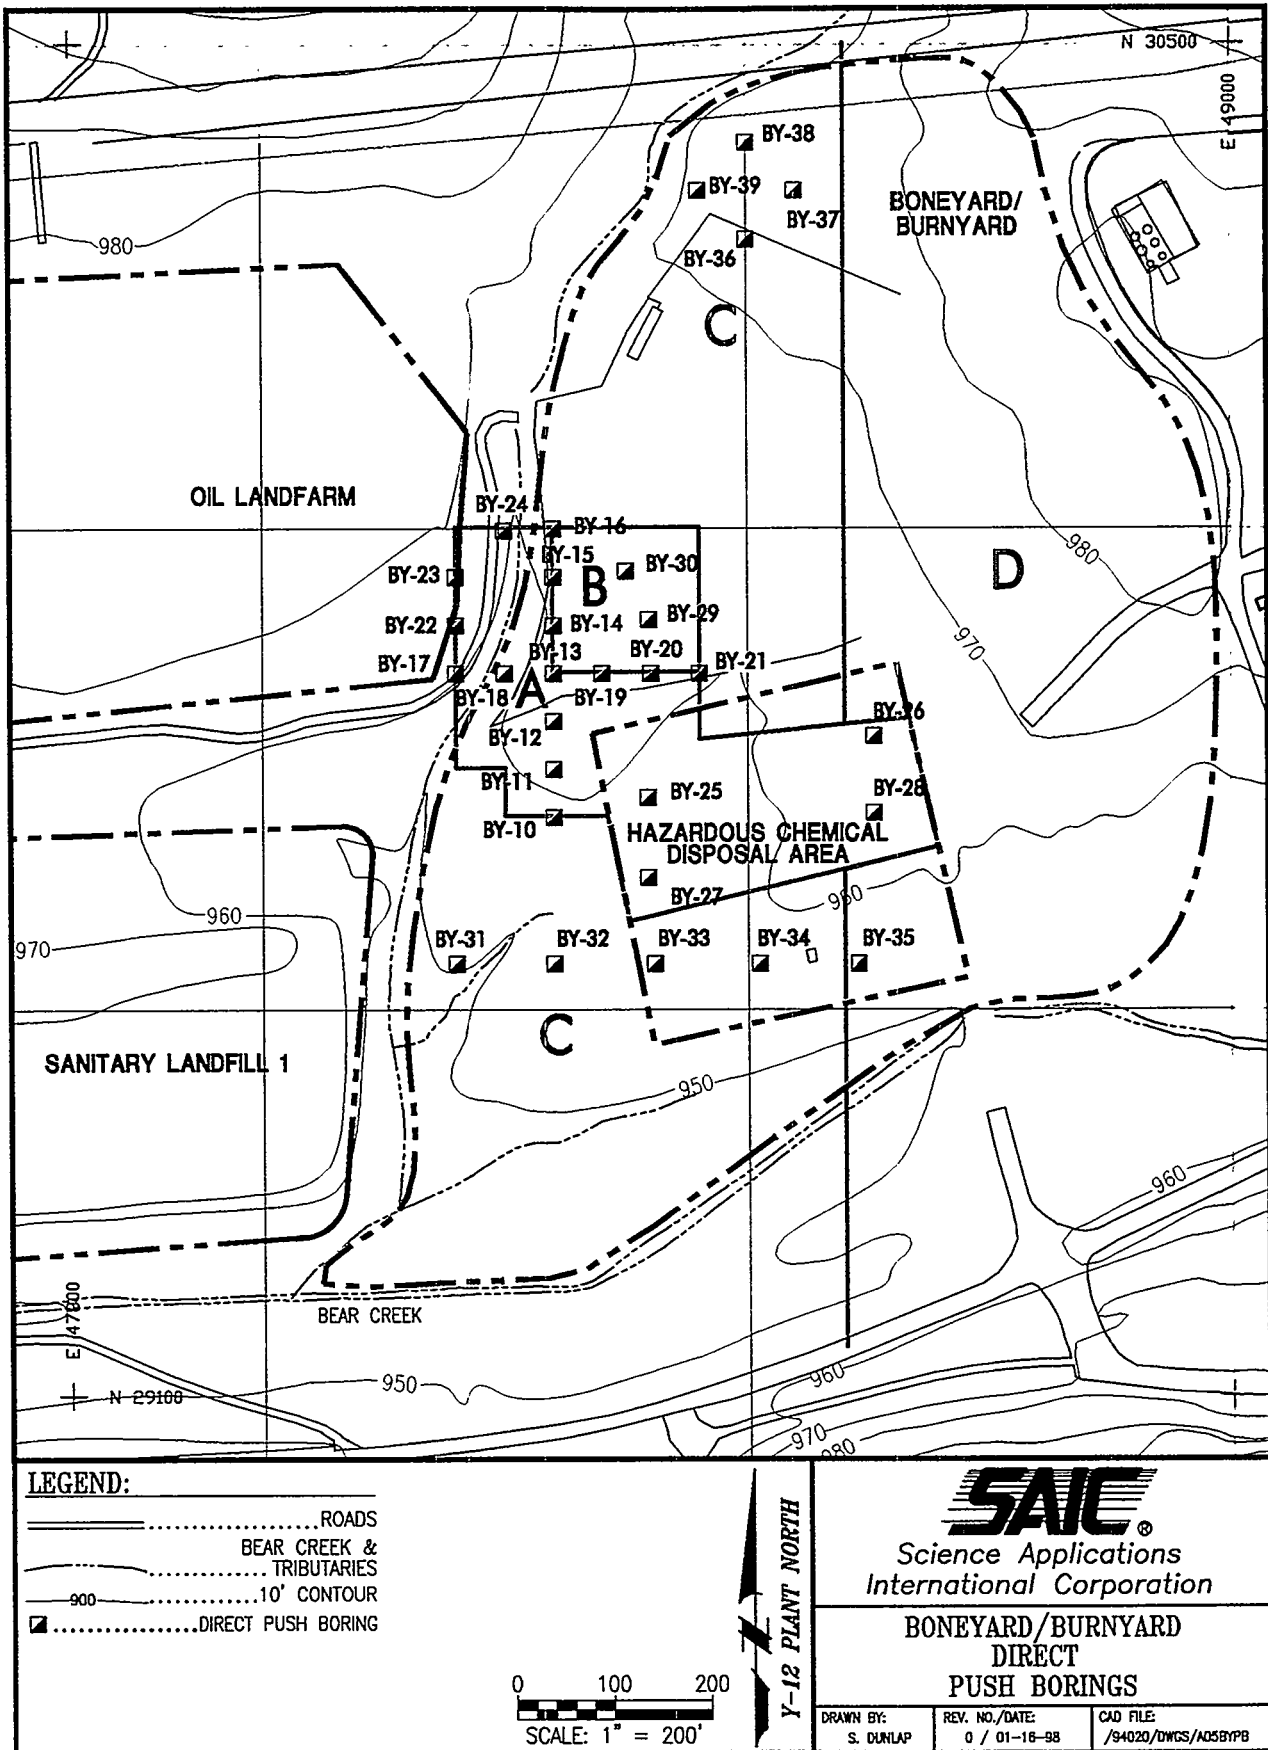 N 30500
E 49000
BY-38
BY-39
BY-37
BONEYARD/
BURNYARD
980
BY-36
C
OIL LANDFARM
BY-24
BY-16
BY-15
B
BY-30
980
D
BY-23
BY-22
BY-14
BY-29
970
BY-17
BY-13
BY-20
BY-21
BY-18
A
BY-19
BY-26
BY-12
BY-11
BY-25
BY-28
BY-10
HAZARDOUS CHEMICAL
DISPOSAL AREA
BY-27
960
960
970
BY-31
BY-32
BY-33
BY-34
BY-35
C
SANITARY LANDFILL 1
950
960
E 47800
BEAR CREEK
N 29100
950
960
970
980
LEGEND:
ROADS
BEAR CREEK &
TRIBUTARIES
900
10' CONTOUR
DIRECT PUSH BORING
0 100 200
SCALE: 1" = 200'
Y-12 PLANT NORTH
SAIC®
Science Applications
International Corporation
BONEYARD/BURNYARD
DIRECT
PUSH BORINGS
DRAWN BY:
S. DUNLAP
REV. NO./DATE:
0 / 01-16-98
CAD FILE:
/94020/DWGS/A05BYPB